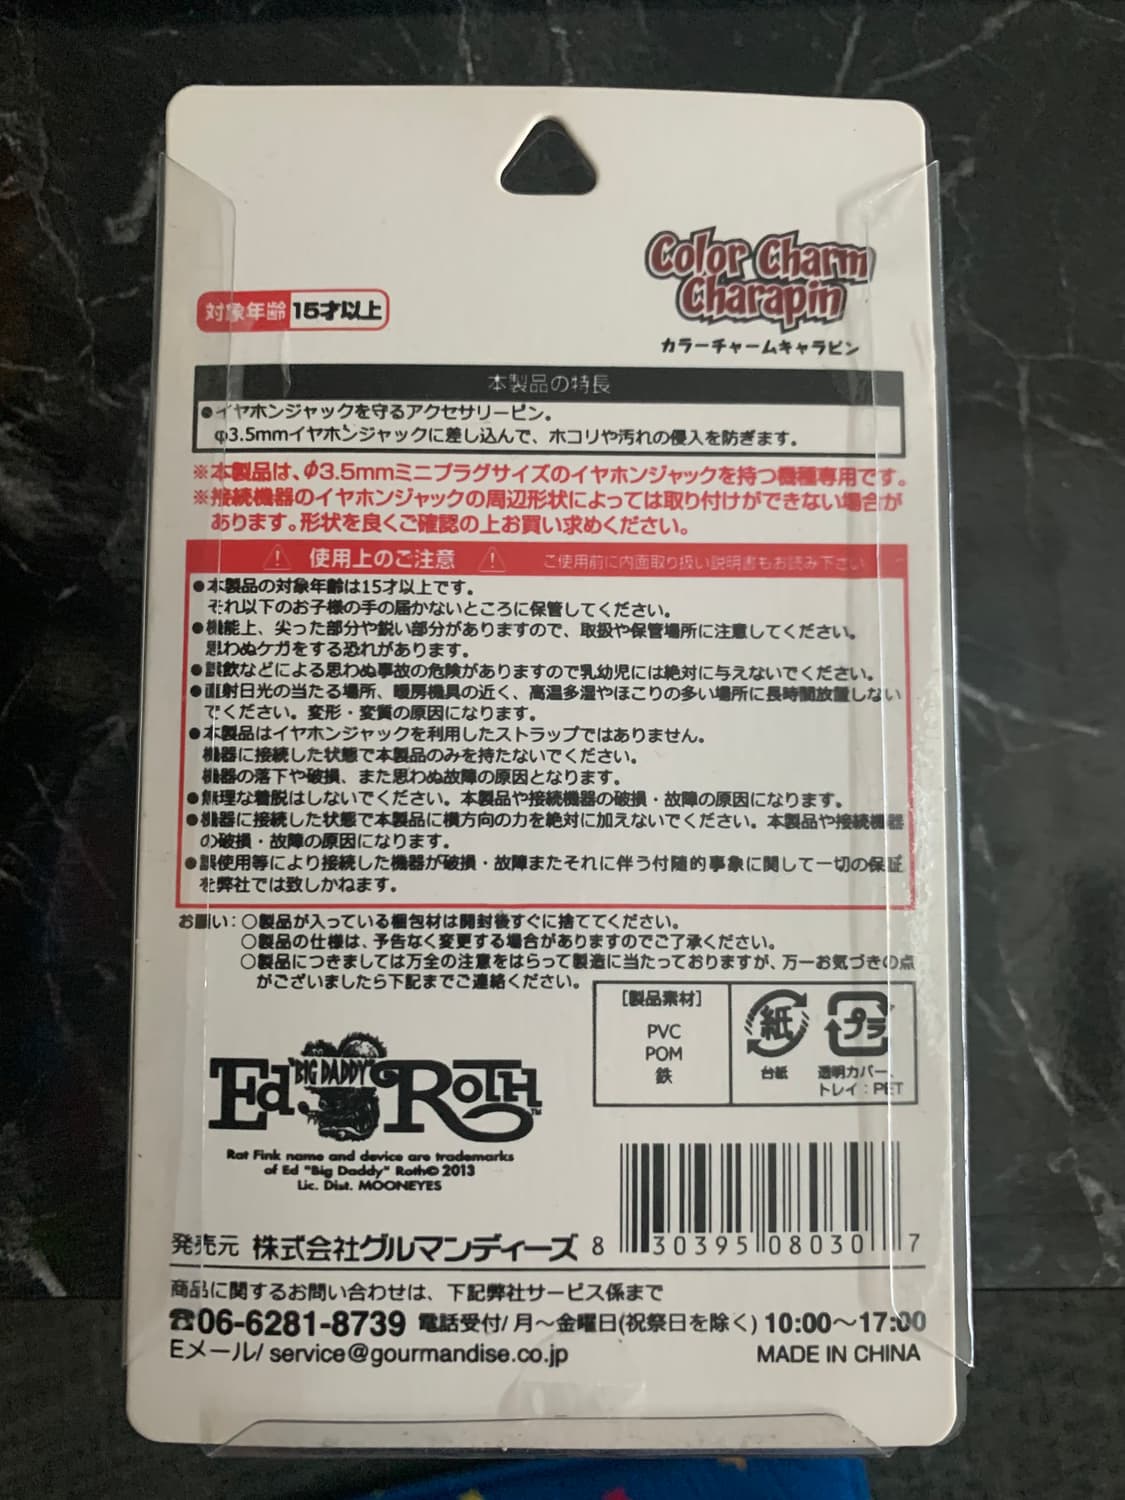 Color Charm
Charapin
カラーチャームキャラピン
対象年齢 15才以上
本製品の特長
●イヤホンジャックを守るアクセサリーピン。
φ3.5mmイヤホンジャックに差し込んで、ホコリや汚れの侵入を防ぎます。
※本製品は、φ3.5mmミニプラグサイズのイヤホンジャックを持つ機種専用です。
※接続機器のイヤホンジャックの周辺形状によっては取り付けができない場合が
あります。形状を良くご確認の上お買い求めください。
使用上のご注意 ご使用前に内面取り扱い説明書もお読み下さい
●本製品の対象年齢は15才以上です。
それ以下のお子様の手の届かないところに保管してください。
●機能上、尖った部分や鋭い部分がありますので、取扱や保管場所に注意してください。
思わぬケガをする恐れがあります。
●誤飲などによる思わぬ事故の危険がありますので乳幼児には絶対に与えないでください。
●直射日光の当たる場所、暖房機具の近く、高温多湿やほこりの多い場所に長時間放置しない
でください。変形・変質の原因になります。
●本製品はイヤホンジャックを利用したストラップではありません。
機器に接続した状態で本製品のみを持たないでください。
機器の落下や破損、また思わぬ故障の原因となります。
●無理な着脱はしないでください。本製品や接続機器の破損・故障の原因になります。
●機器に接続した状態で本製品に横方向の力を絶対に加えないでください。本製品や接続機器
の破損・故障の原因になります。
●誤使用等により接続した機器が破損・故障またそれに伴う付随的事象に関して一切の保証
を弊社では致しかねます。
お願い：○製品が入っている梱包材は開封後すぐに捨ててください。
○製品の仕様は、予告なく変更する場合がありますのでご了承ください。
○製品につきましては万全の注意をはらって製造に当たっておりますが、万一お気づきの点
がございましたら下記までご連絡ください。
[製品素材]
PVC
POM
鉄
紙
台紙
プラ
透明カバー、
トレイ：PET
Ed "BIG DADDY" ROTH™
Rat Fink name and device are trademarks
of Ed "Big Daddy" Roth© 2013
Lic. Dist. MOONEYES
8 30395 08030 7
発売元 株式会社グルマンディーズ
商品に関するお問い合わせは、下記弊社サービス係まで
☎06-6281-8739 電話受付/月～金曜日(祝祭日を除く) 10:00～17:00
Eメール/ service@gourmandise.co.jp
MADE IN CHINA